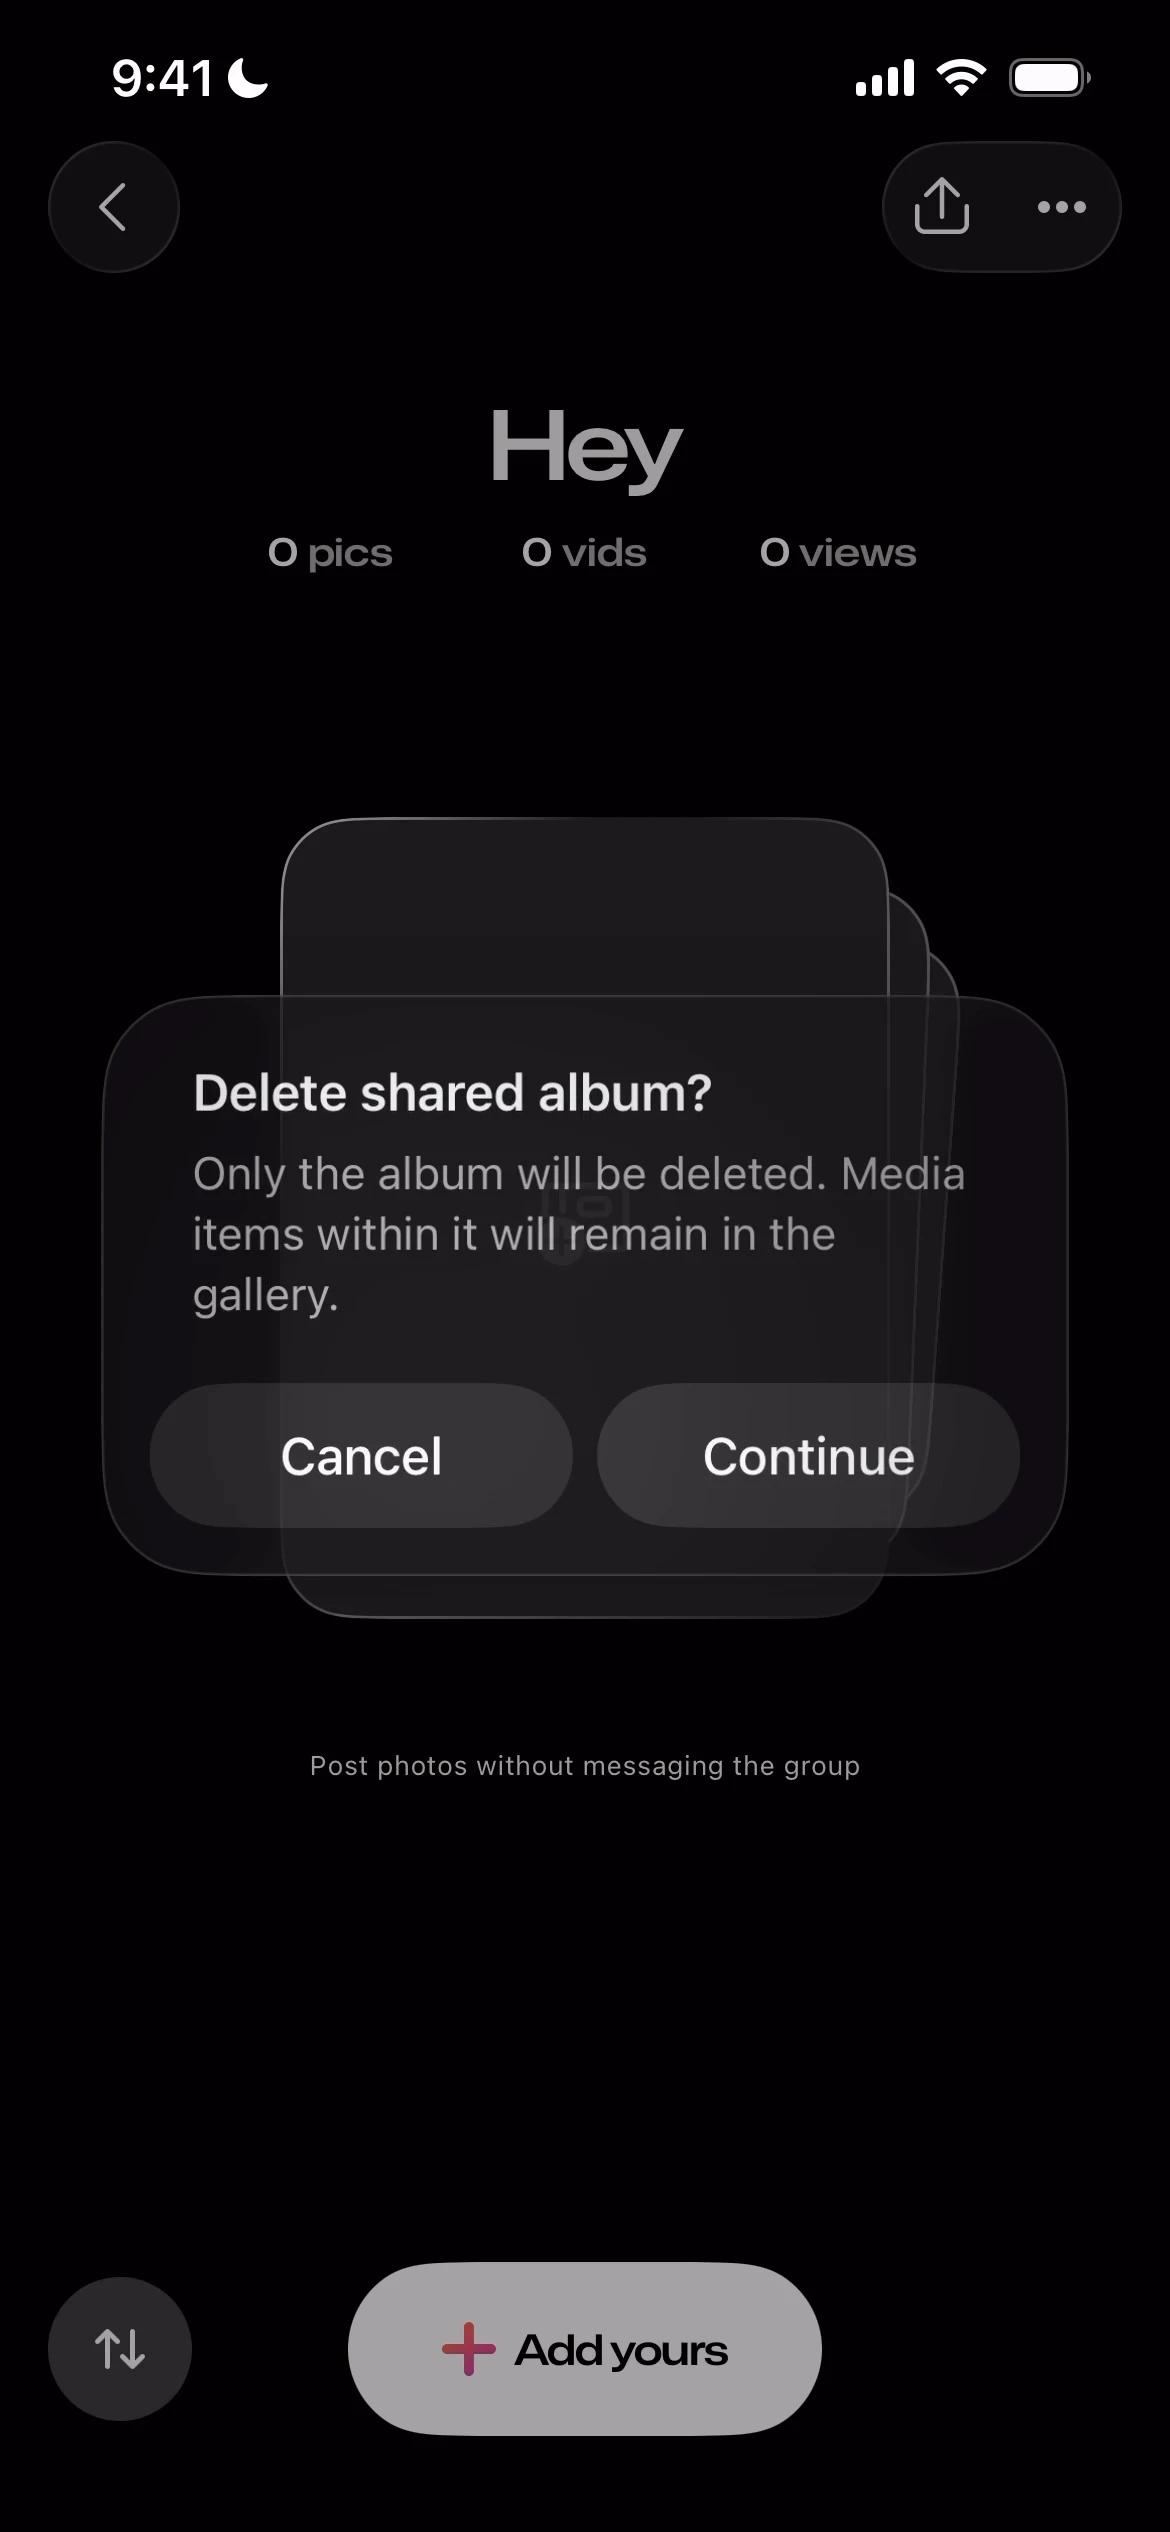 9:41
Hey
0 pics 0 vids 0 views
Delete shared album?
Only the album will be deleted. Media
items within it will remain in the
gallery.
Cancel Continue
Post photos without messaging the group
Add yours